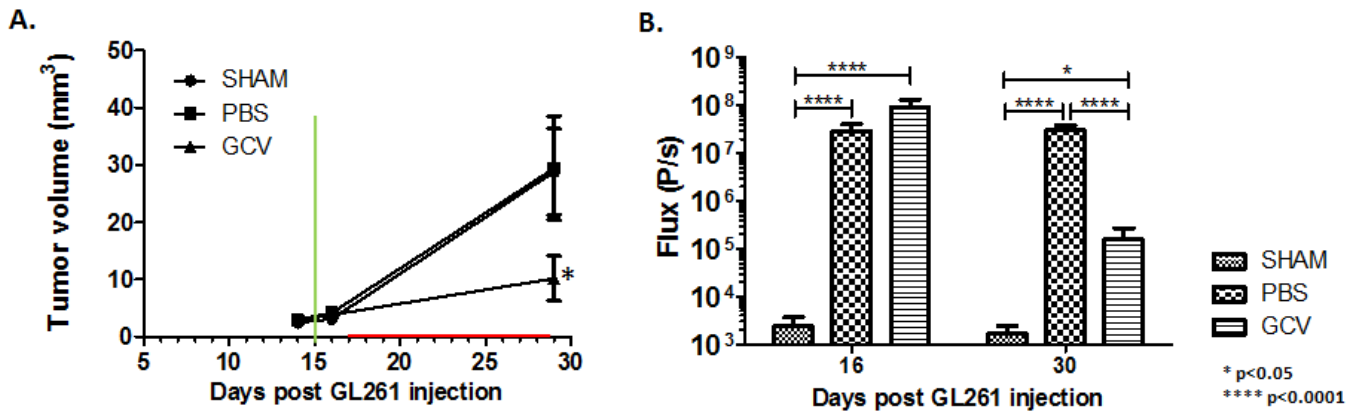 A.
Tumor volume (mm³)
50
40
30
20
10
0
SHAM
PBS
GCV
*
5
10
15
20
25
30
Days post GL261 injection
B.
Flux (P/s)
10⁹
10⁸
10⁷
10⁶
10⁵
10⁴
10³
****
****
*
**** ****
16
30
Days post GL261 injection
SHAM
PBS
GCV
* p<0.05
**** p<0.0001